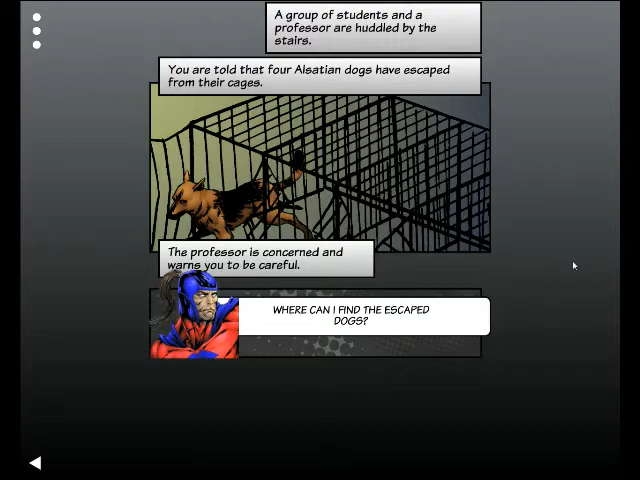 A group of students and a
professor are huddled by the
stairs.
You are told that four Alsatian dogs have escaped
from their cages.
The professor is concerned and
warns you to be careful.
WHERE CAN I FIND THE ESCAPED
DOGS?